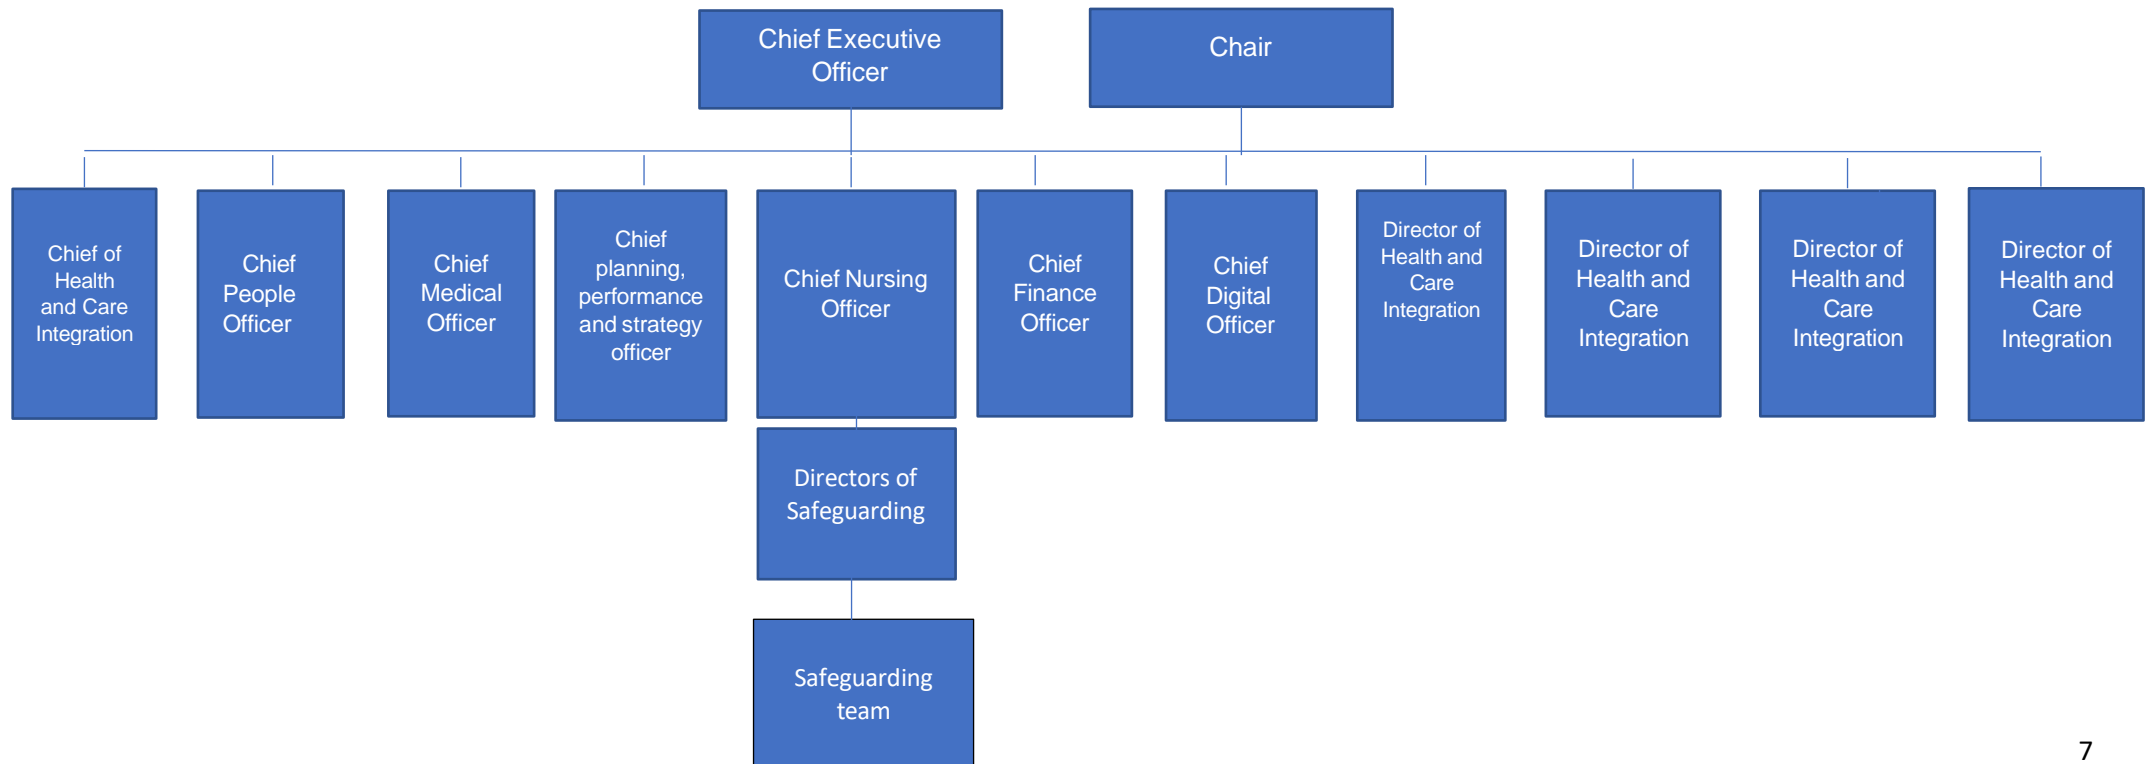 Chief Executive
Officer
Chair
Chief of
Health
and Care
Integration
Chief
People
Officer
Chief
Medical
Officer
Chief
planning,
performance
and strategy
officer
Chief Nursing
Officer
Chief
Finance
Officer
Chief
Digital
Officer
Director of
Health and
Care
Integration
Director of
Health and
Care
Integration
Director of
Health and
Care
Integration
Director of
Health and
Care
Integration
Directors of
Safeguarding
Safeguarding
team
7